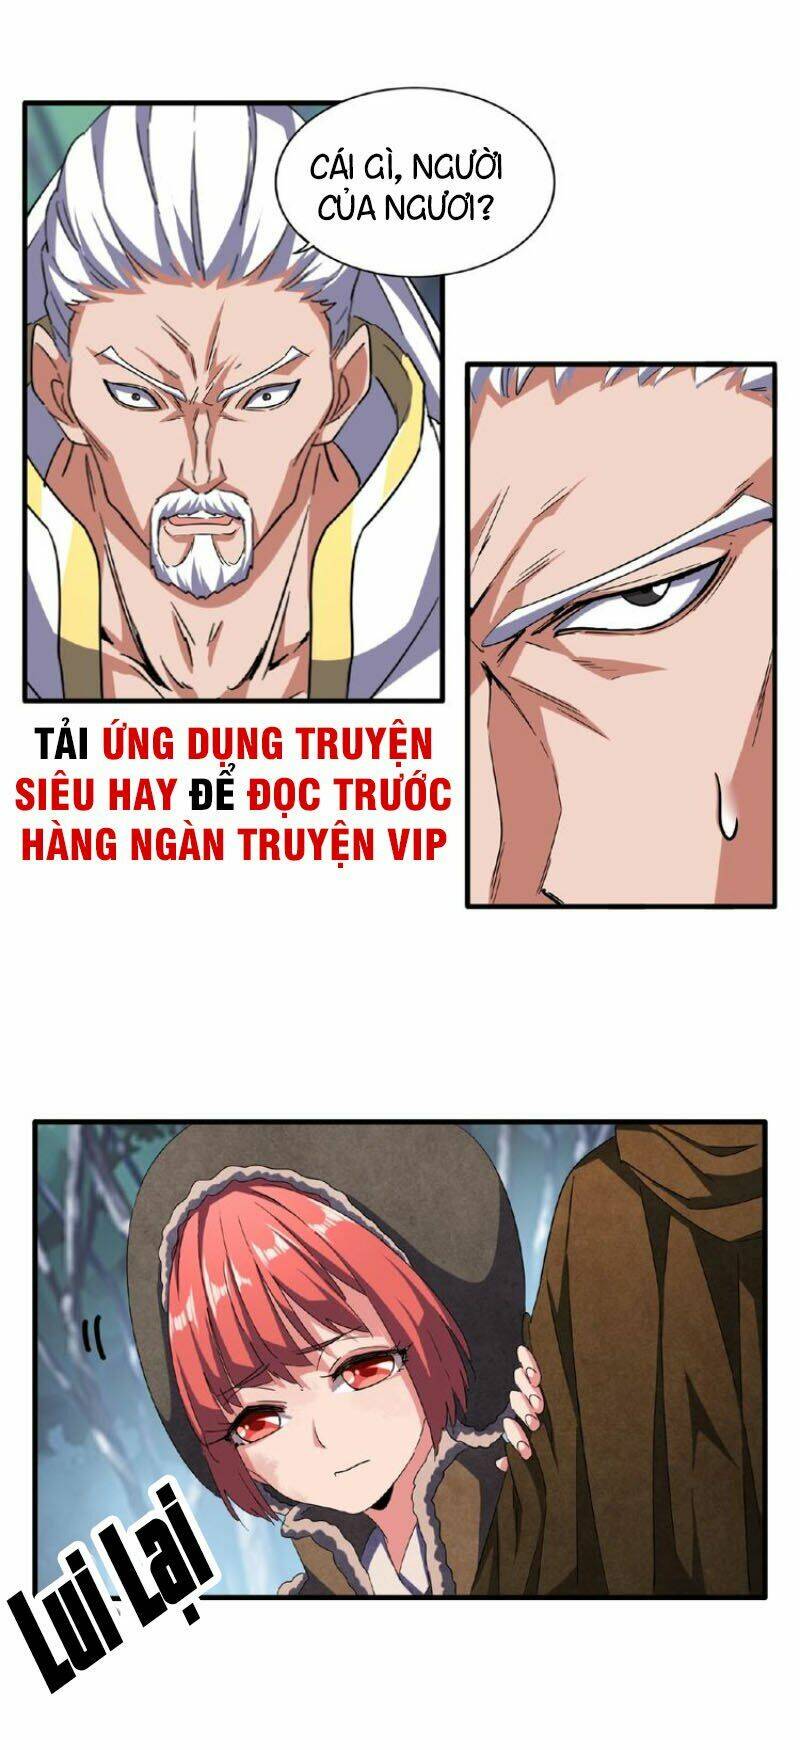 CÁI GÌ, NGƯỜI
CỦA NGƯƠI?
TẢI ỨNG DỤNG TRUYỆN
SIÊU HAY ĐỂ ĐỌC TRƯỚC
HÀNG NGÀN TRUYỆN VIP
Lui Lại